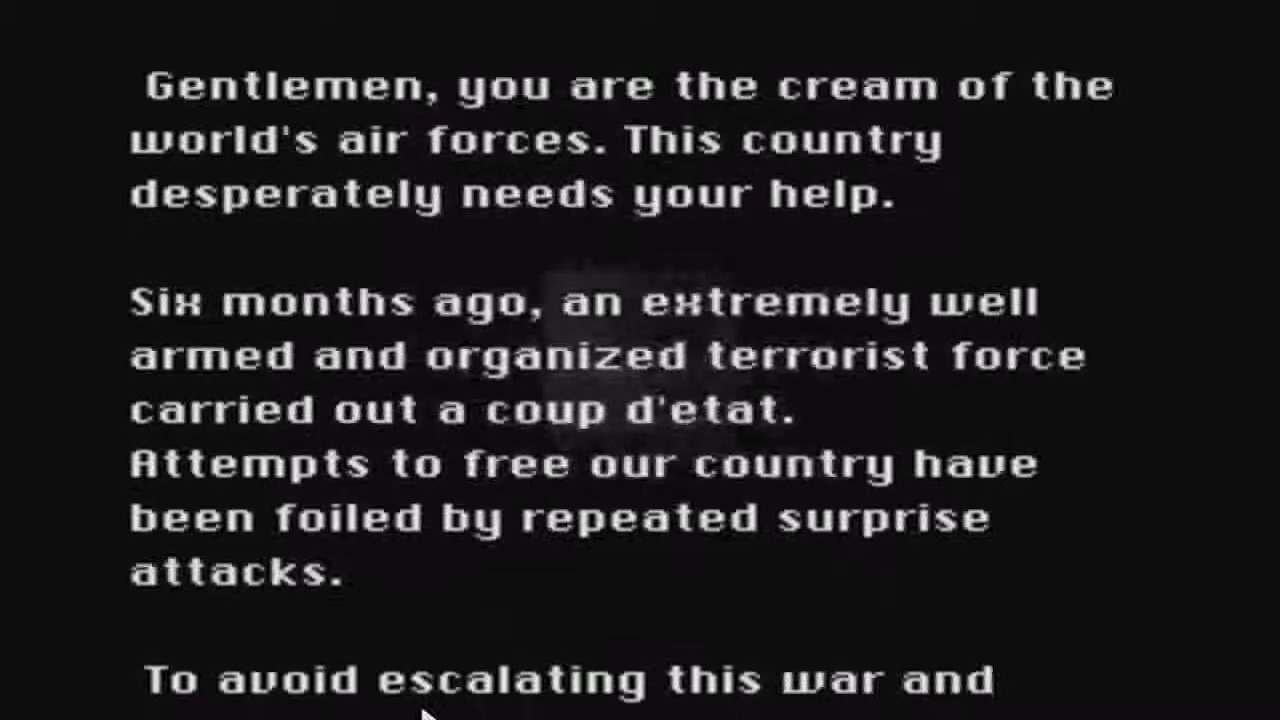 Gentlemen, you are the cream of the
world's air forces. This country
desperately needs your help.
Six months ago, an extremely well
armed and organized terrorist force
carried out a coup d'etat.
Attempts to free our country have
been foiled by repeated surprise
attacks.
To avoid escalating this war and